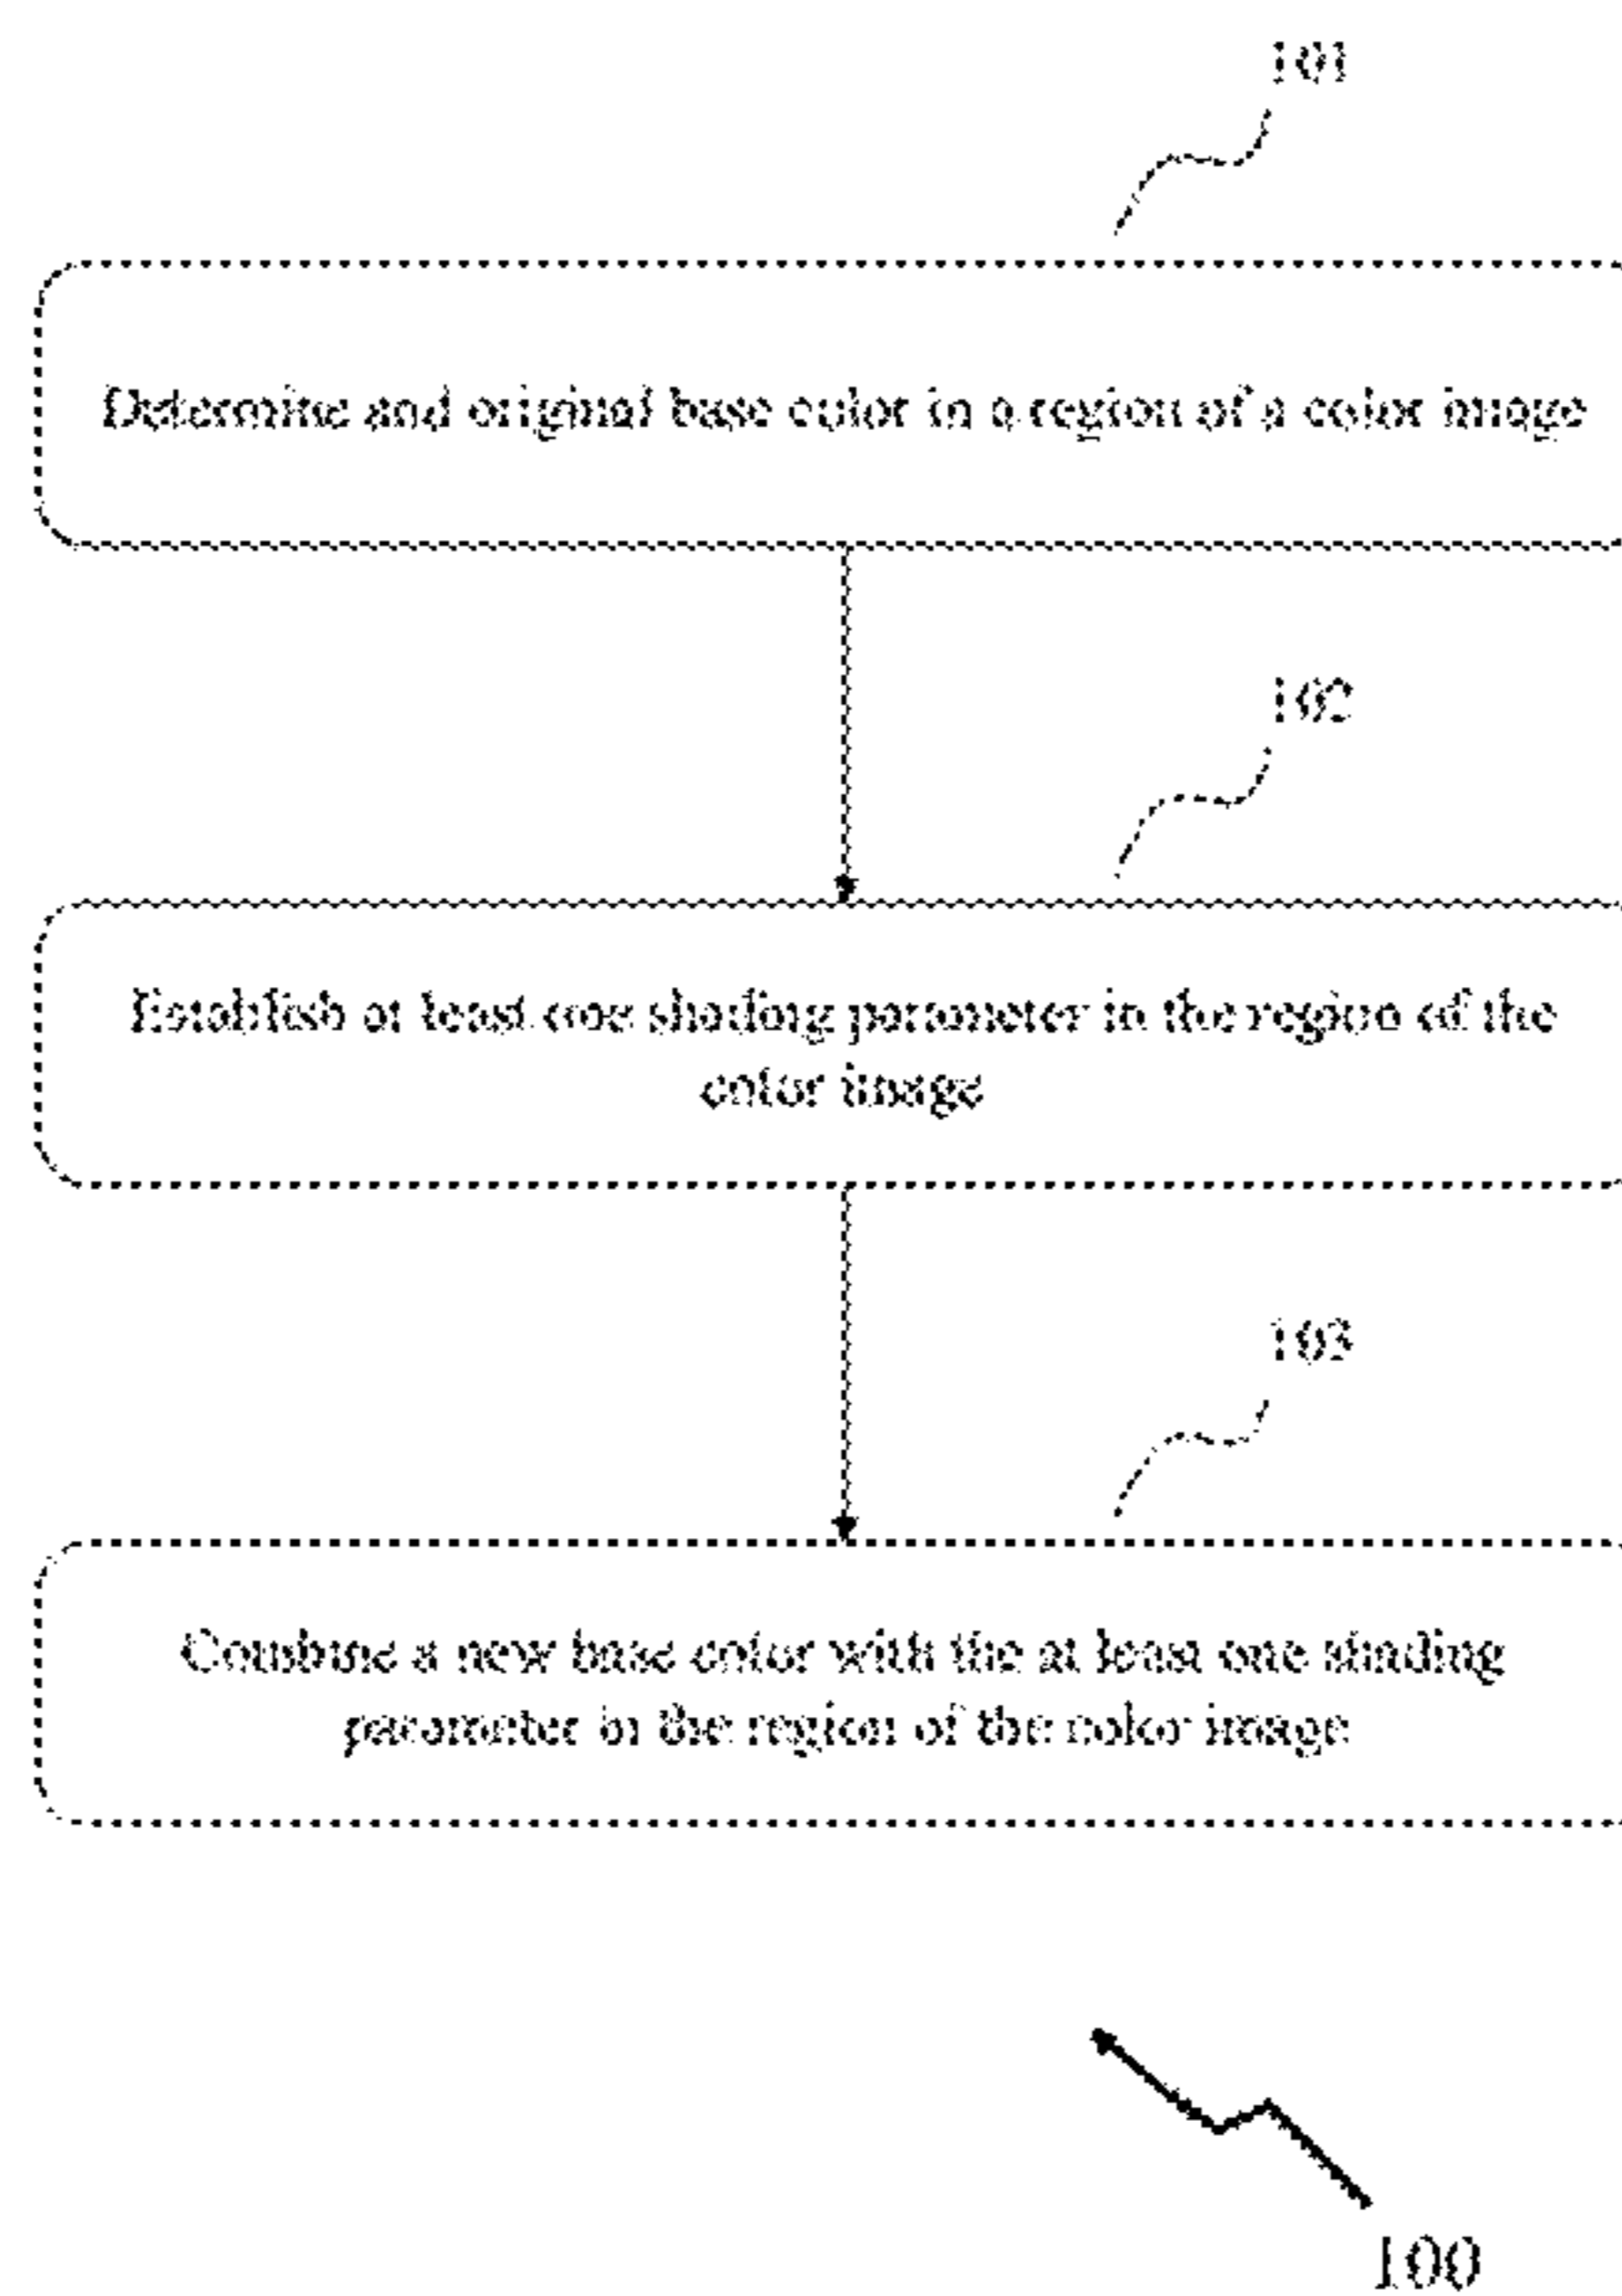 101
Determine and original base color in a region of a color image
102
Establish at least one shading parameter in the region of the
color image
103
Combine a new base color with the at least one shading
parameter in the region of the color image
100